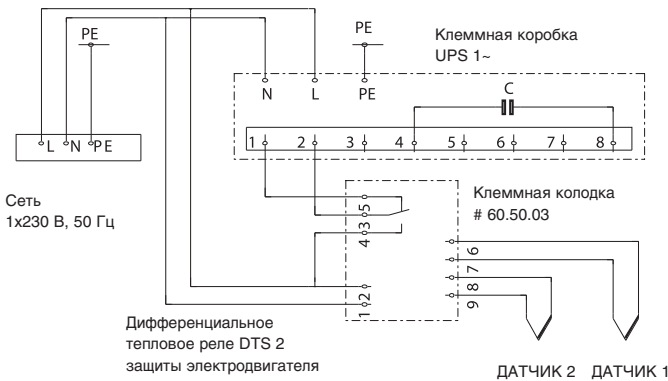 PE
PE
Клеммная коробка
UPS 1~
N L PE
C
1 2 3 4 5 6 7 8
L N PE
Сеть
1x230 В, 50 Гц
Клеммная колодка
# 60.50.03
5
3
4
6
7
8
9
2
1
Дифференциальное
тепловое реле DTS 2
защиты электродвигателя
ДАТЧИК 2 ДАТЧИК 1